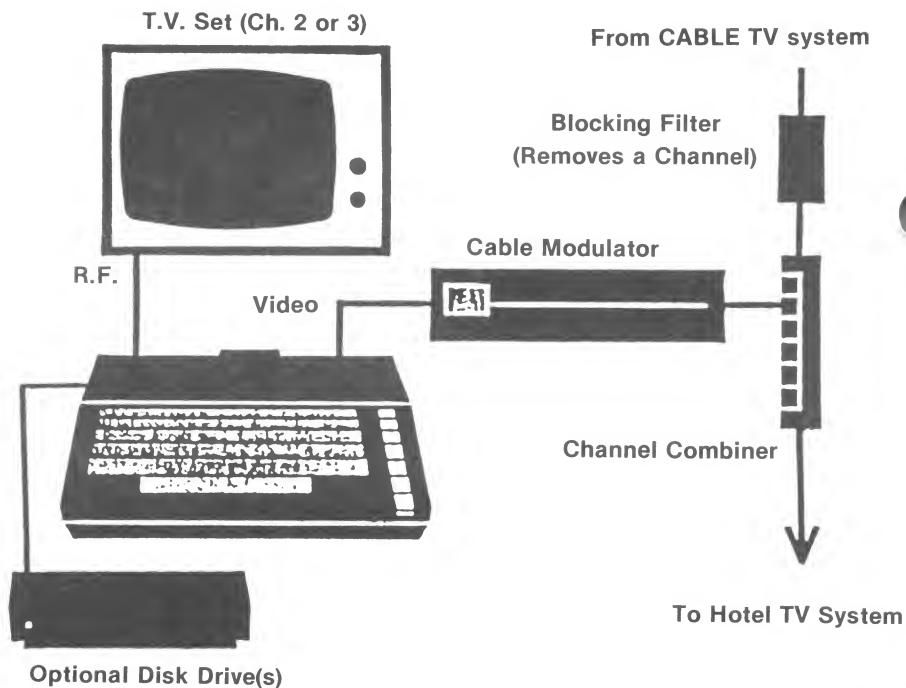 T.V. Set (Ch. 2 or 3)
From CABLE TV system
Blocking Filter
(Removes a Channel)
Cable Modulator
R.F.
Video
Channel Combiner
To Hotel TV System
Optional Disk Drive(s)